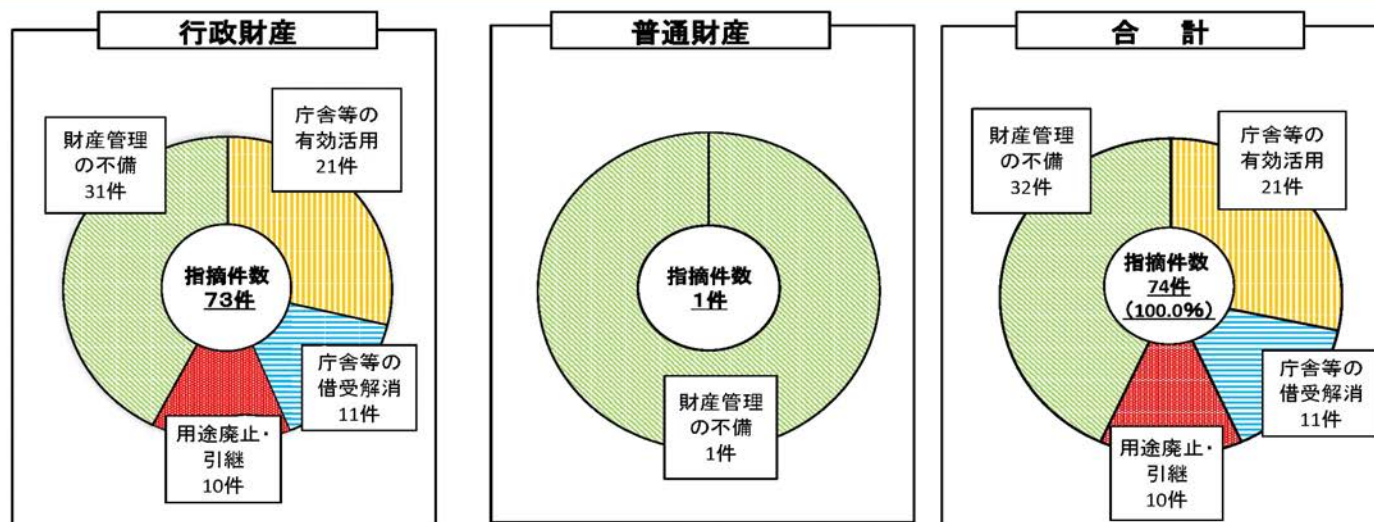 行政財産
庁舎等の
有効活用
21件
財産管理
の不備
31件
指摘件数
73件
庁舎等の
借受解消
11件
用途廃止・
引継
10件
普通財産
指摘件数
1件
財産管理
の不備
1件
合 計
庁舎等の
有効活用
21件
財産管理
の不備
32件
指摘件数
74件
(100.0%)
庁舎等の
借受解消
11件
用途廃止・
引継
10件